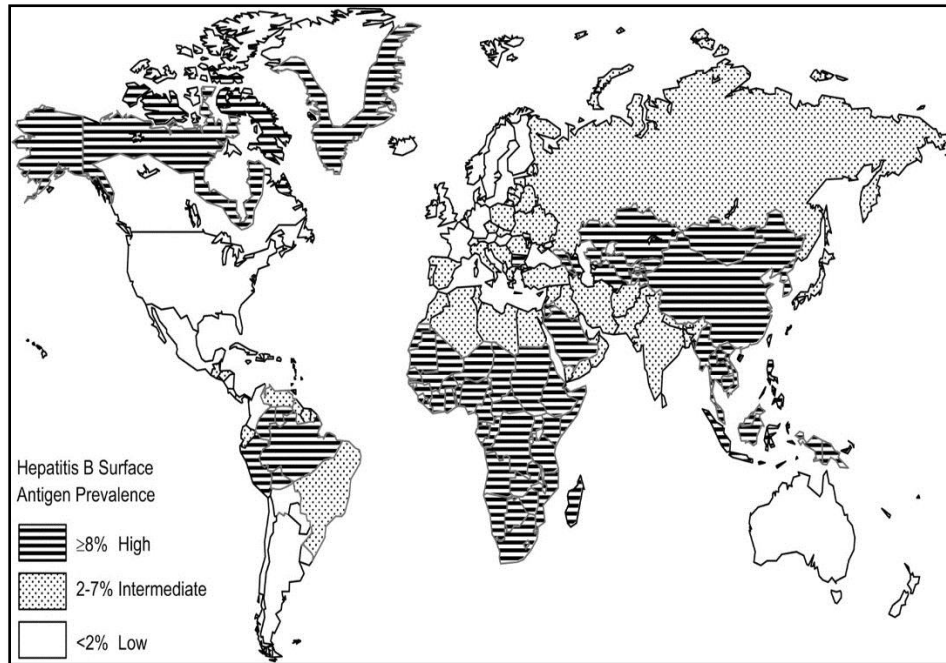 Hepatitis B Surface
Antigen Prevalence
≥8% High
2-7% Intermediate
<2% Low